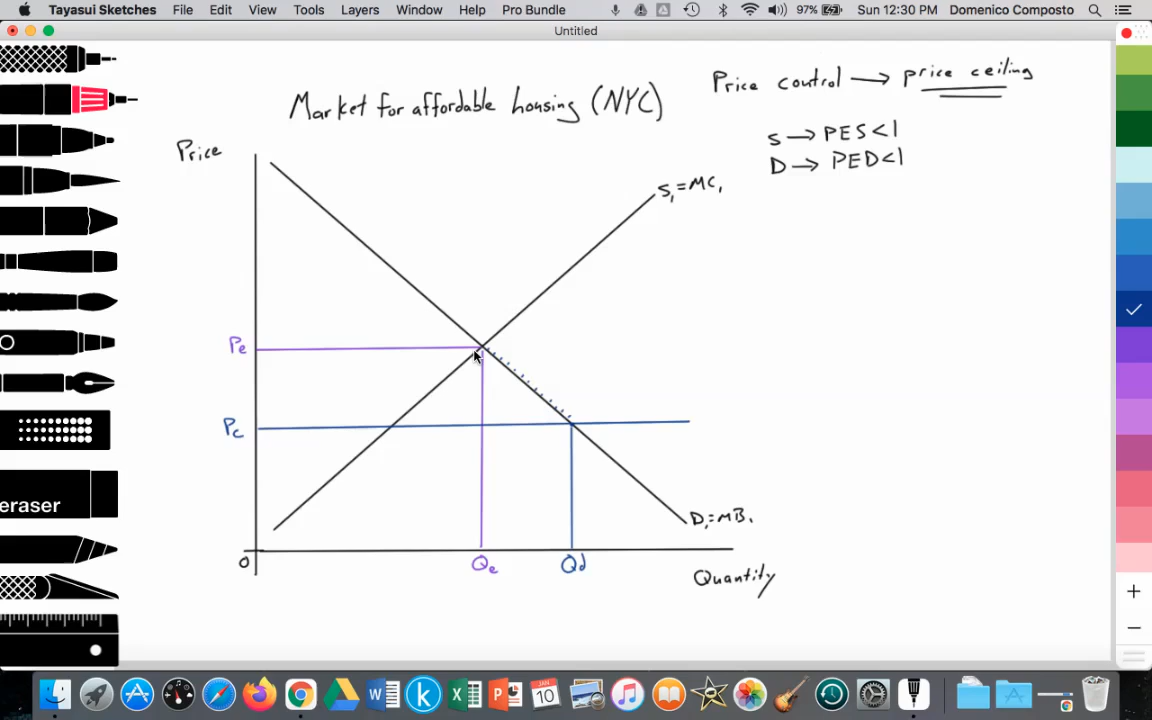 Tayasui Sketches File Edit View Tools Layers Window Help Pro Bundle 97% Sun 12:30 PM Domenico Composto
Untitled
Price control → price ceiling
Market for affordable housing (NYC)
S → PES<1
D → PED<1
Price
S₁=MC₁
Pe
Pc
D₁=MB₁
0
Qe
Qd
Quantity
eraser
JAN
10